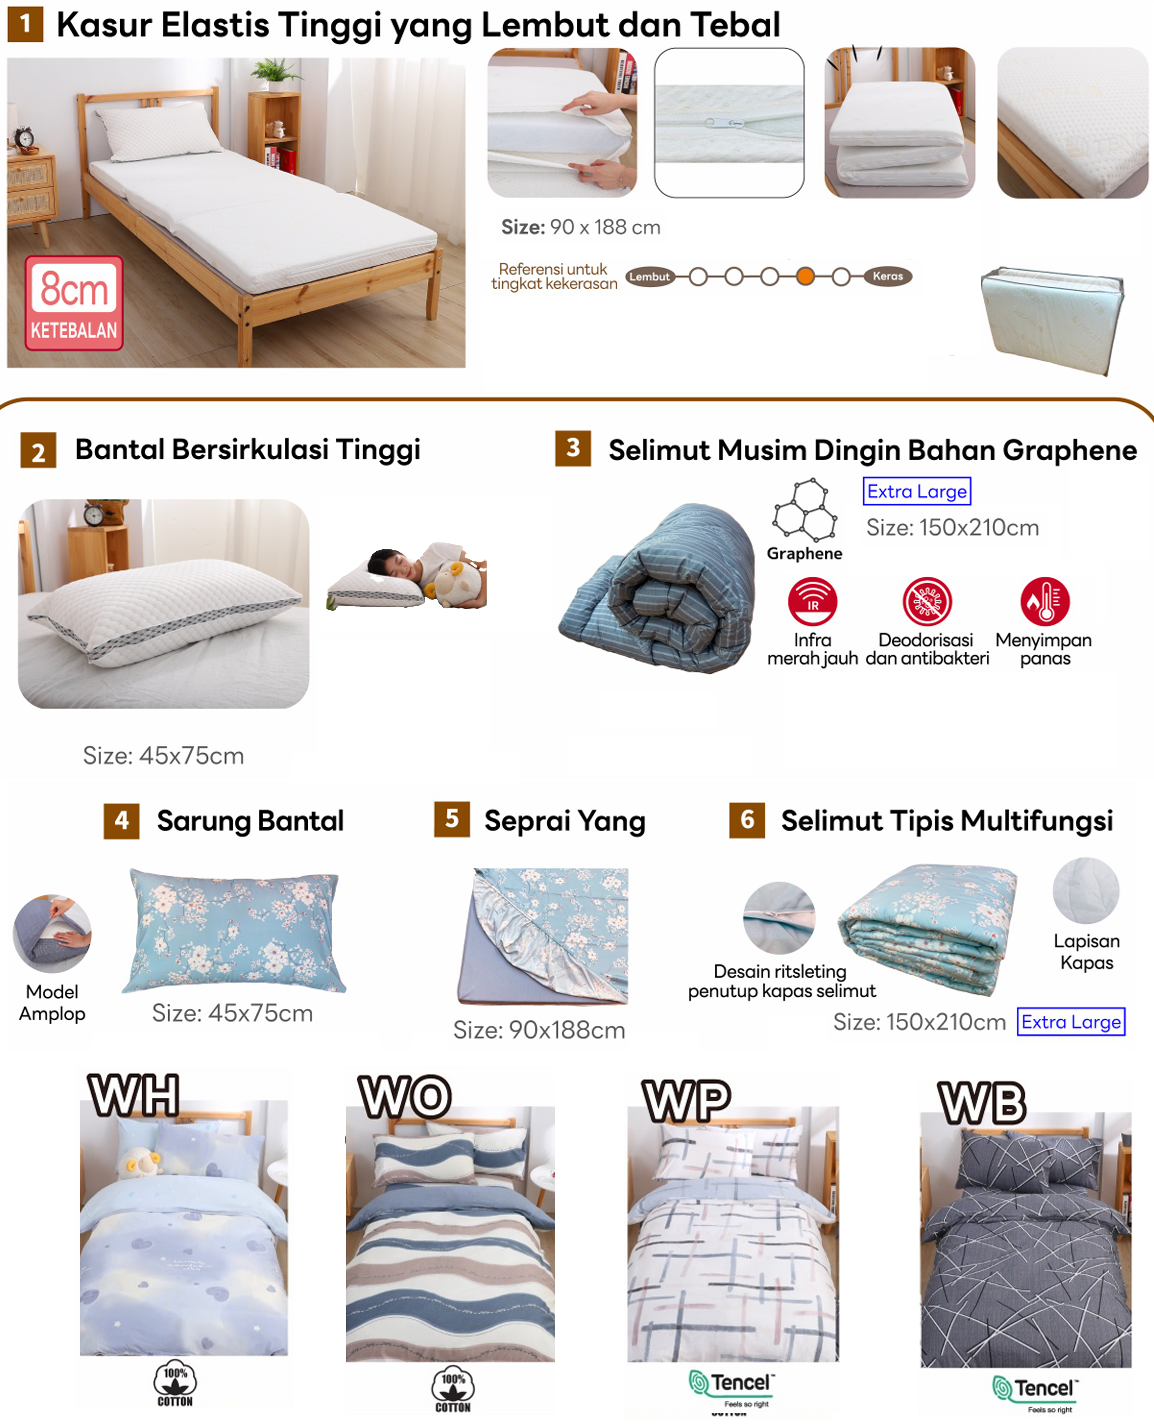 1 Kasur Elastis Tinggi yang Lembut dan Tebal
8cm
KETEBALAN
Size: 90 x 188 cm
Referensi untuk
tingkat kekerasan
Lembut
Keras
2 Bantal Bersirkulasi Tinggi
Size: 45x75cm
3 Selimut Musim Dingin Bahan Graphene
Graphene
Extra Large
Size: 150x210cm
IR
Infra
merah jauh
Deodorisasi
dan antibakteri
Menyimpan
panas
4 Sarung Bantal
Model
Amplop
Size: 45x75cm
5 Seprai Yang
Size: 90x188cm
6 Selimut Tipis Multifungsi
Desain ritsleting
penutup kapas selimut
Lapisan
Kapas
Size: 150x210cm
Extra Large
WH
WO
WP
WB
100%
COTTON
100%
COTTON
Tencel™
Feels so right
Tencel™
Feels so right